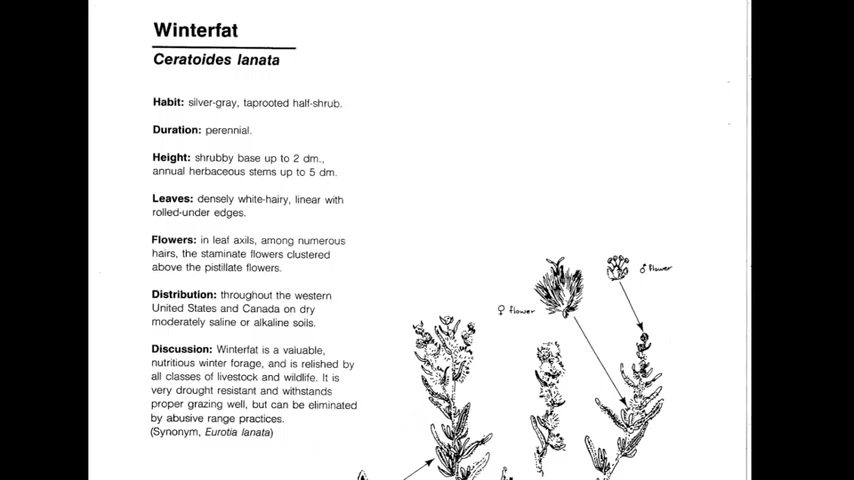 Winterfat
Ceratoides lanata
Habit: silver-gray, taprooted half-shrub.
Duration: perennial.
Height: shrubby base up to 2 dm.,
annual herbaceous stems up to 5 dm.
Leaves: densely white-hairy, linear with
rolled-under edges.
Flowers: in leaf axils, among numerous
hairs, the staminate flowers clustered
above the pistillate flowers.
Distribution: throughout the western
United States and Canada on dry
moderately saline or alkaline soils.
Discussion: Winterfat is a valuable,
nutritious winter forage, and is relished by
all classes of livestock and wildlife. It is
very drought resistant and withstands
proper grazing well, but can be eliminated
by abusive range practices.
(Synonym, Eurotia lanata)
♂ flower
♀ flower